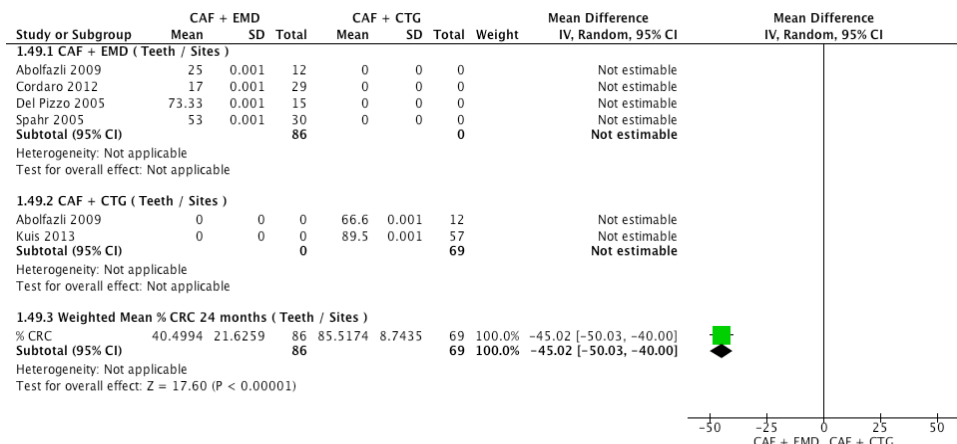 CAF + EMD CAF + CTG Mean Difference Mean Difference
Study or Subgroup Mean SD Total Mean SD Total Weight IV, Random, 95% CI IV, Random, 95% CI
1.49.1 CAF + EMD (Teeth / Sites )
Abolfazli 2009 25 0.001 12 0 0 0 Not estimable
Cordaro 2012 17 0.001 29 0 0 0 Not estimable
Del Pizzo 2005 73.33 0.001 15 0 0 0 Not estimable
Spahr 2005 53 0.001 30 0 0 0 Not estimable
Subtotal (95% CI) 86 0 Not estimable
Heterogeneity: Not applicable
Test for overall effect: Not applicable
1.49.2 CAF + CTG ( Teeth / Sites )
Abolfazli 2009 0 0 0 66.6 0.001 12 Not estimable
Kuis 2013 0 0 0 89.5 0.001 57 Not estimable
Subtotal (95% CI) 0 69 Not estimable
Heterogeneity: Not applicable
Test for overall effect: Not applicable
1.49.3 Weighted Mean % CRC 24 months ( Teeth / Sites )
% CRC 40.4994 21.6259 86 85.5174 8.7435 69 100.0% -45.02 [-50.03, -40.00]
Subtotal (95% CI) 86 69 100.0% -45.02 [-50.03, -40.00]
Heterogeneity: Not applicable
Test for overall effect: Z = 17.60 (P < 0.00001)
-50 -25 0 25 50
CAF + EMD CAF + CTG